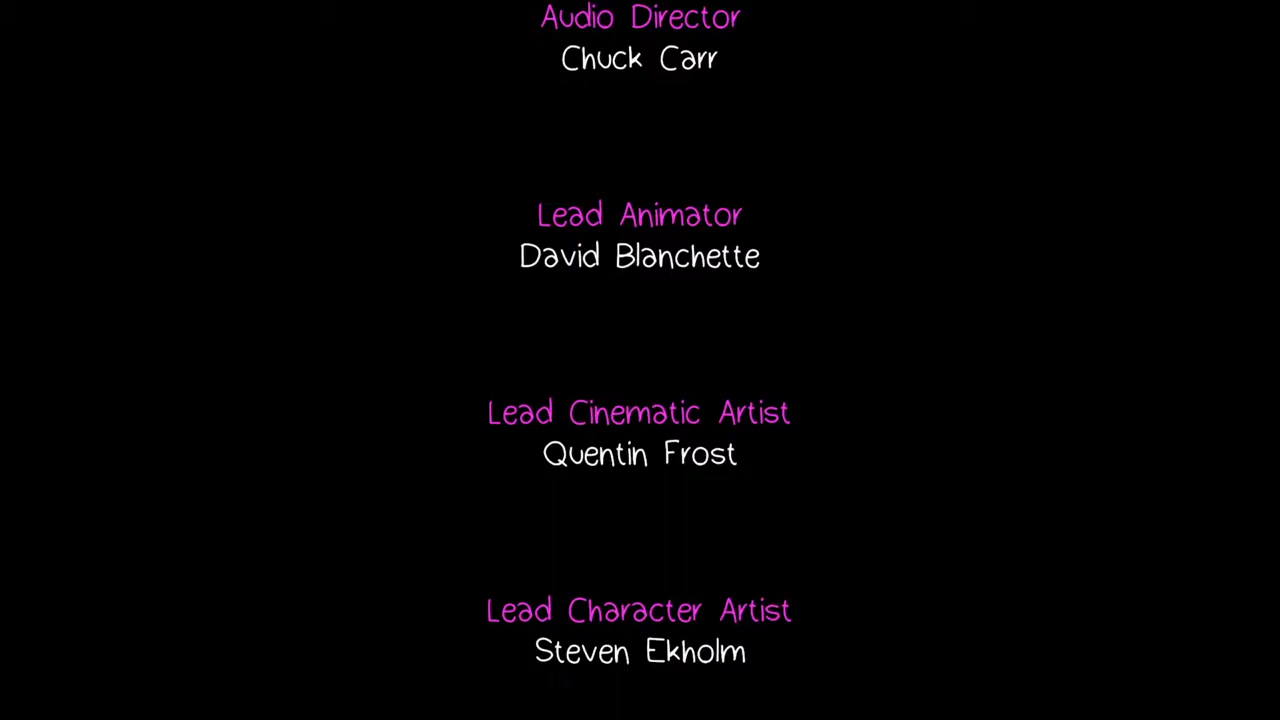 Audio Director
Chuck Carr
Lead Animator
David Blanchette
Lead Cinematic Artist
Quentin Frost
Lead Character Artist
Steven Ekholm